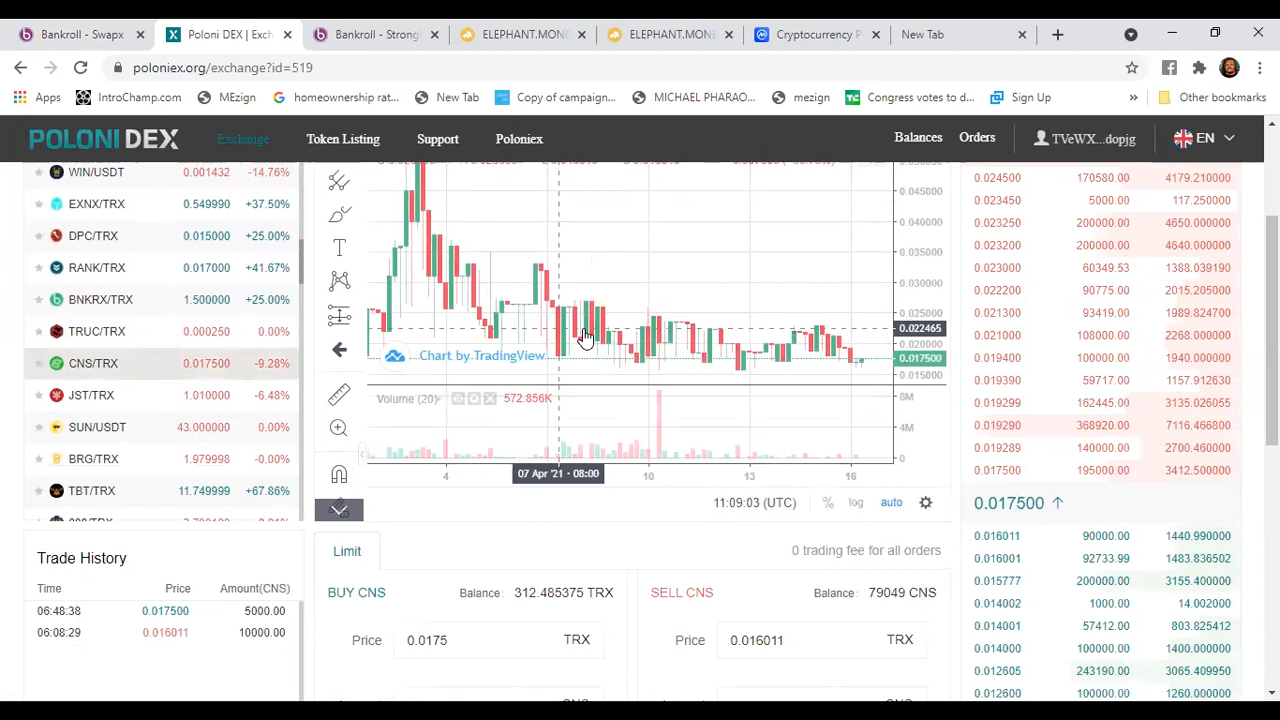 Bankroll - Swapx
Poloni DEX | Exch
Bankroll - Strong
ELEPHANT.MONE
ELEPHANT.MONE
Cryptocurrency P
New Tab
poloniex.org/exchange?id=519
Apps
IntroChamp.com
MEzign
homeownership rat...
New Tab
Copy of campaign...
MICHAEL PHARAO...
mezign
Congress votes to d...
Sign Up
Other bookmarks
POLONI DEX
Exchange
Token Listing
Support
Poloniex
Balances
Orders
TVeWX...dopjg
EN
WIN/USDT 0.001432 -14.76%
EXNX/TRX 0.549990 +37.50%
DPC/TRX 0.015000 +25.00%
RANK/TRX 0.017000 +41.67%
BNKRX/TRX 1.500000 +25.00%
TRUC/TRX 0.000250 0.00%
CNS/TRX 0.017500 -9.28%
JST/TRX 1.010000 -6.48%
SUN/USDT 43.000000 0.00%
BRG/TRX 1.979998 -0.00%
TBT/TRX 11.749999 +67.86%
Trade History
Time Price Amount(CNS)
06:48:38 0.017500 5000.00
06:08:29 0.016011 10000.00
0.045000
0.040000
0.035000
0.030000
0.025000
0.022465
0.020000
0.017500
0.015000
Chart by TradingView
Volume (20) 572.856K
8M
4M
0
4
07 Apr '21 - 08:00
10
13
16
11:09:03 (UTC)
%
log
auto
Limit
0 trading fee for all orders
BUY CNS
Balance: 312.485375 TRX
Price 0.0175 TRX
SELL CNS
Balance: 79049 CNS
Price 0.016011 TRX
0.024500 170580.00 4179.210000
0.023450 5000.00 117.250000
0.023250 200000.00 4650.000000
0.023200 200000.00 4640.000000
0.023000 60349.53 1388.039190
0.022256 90775.00 2020.205000
0.021300 93419.00 1989.824700
0.021000 108000.00 2268.000000
0.019400 100000.00 1940.000000
0.019390 59717.00 1157.912630
0.019299 162445.00 3135.026055
0.019290 368920.00 7116.466800
0.019289 140000.00 2700.460000
0.017500 195000.00 3412.500000
0.017500 ↑
0.016011 90000.00 1440.990000
0.016001 92733.99 1483.836502
0.015777 200000.00 3155.400000
0.014002 1000.00 14.002000
0.014001 57412.00 803.825412
0.014000 100000.00 1400.000000
0.012605 243190.00 3065.409950
0.012600 100000.00 1260.000000